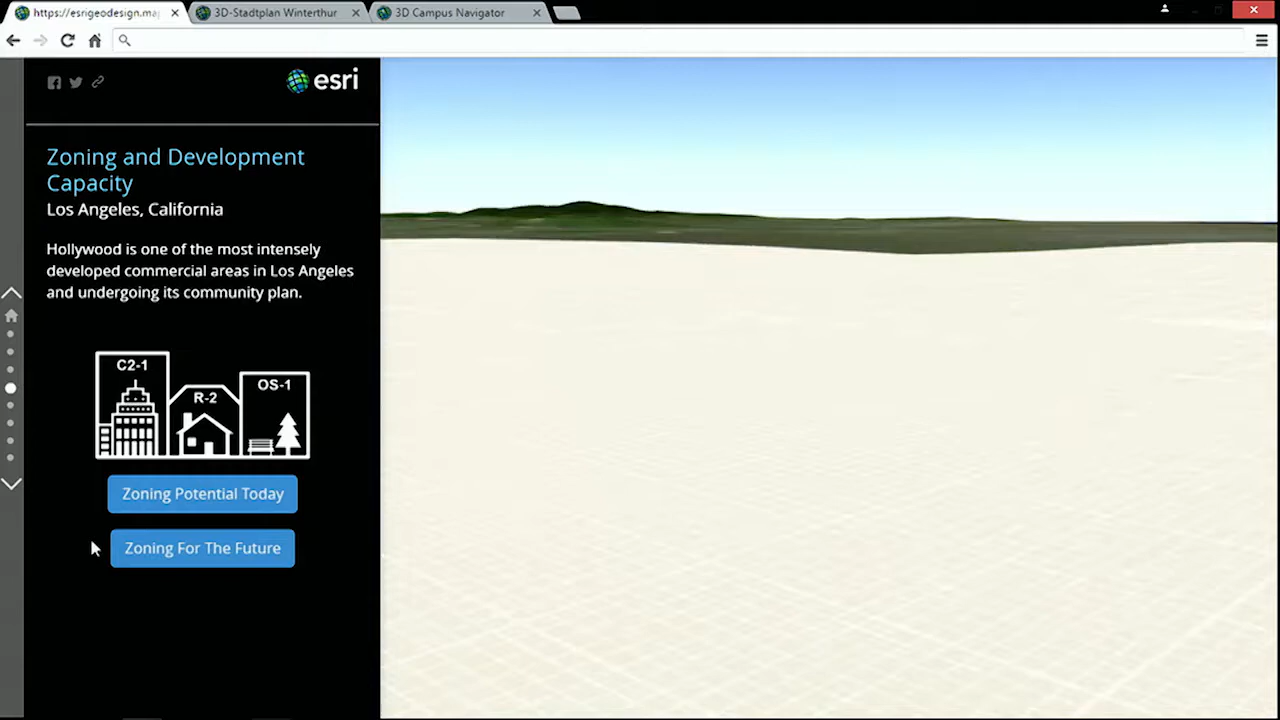 https://esrigeodesign.ma
3D-Stadtplan Winterthur
3D Campus Navigator
esri
Zoning and Development
Capacity
Los Angeles, California
Hollywood is one of the most intensely
developed commercial areas in Los Angeles
and undergoing its community plan.
C2-1
R-2
OS-1
Zoning Potential Today
Zoning For The Future